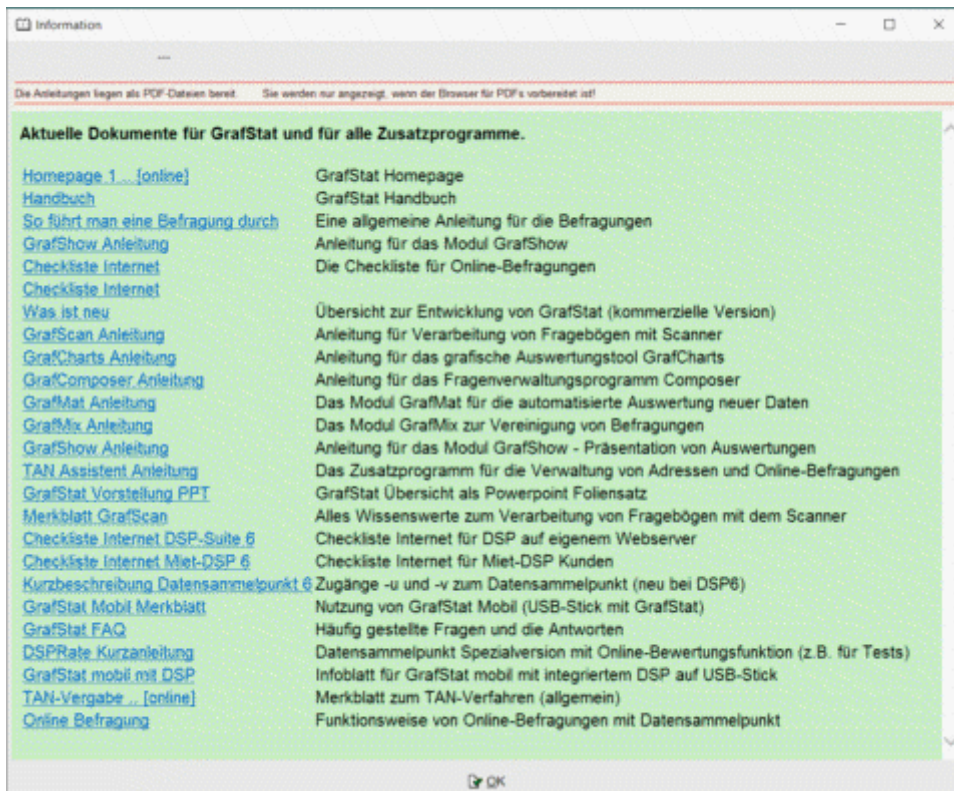 Information
---
Die Anleitungen liegen als PDF-Dateien bereit. Sie werden nur angezeigt, wenn der Browser für PDFs vorbereitet ist!
Aktuelle Dokumente für GrafStat und für alle Zusatzprogramme.
Homepage 1 ... [online] GrafStat Homepage
Handbuch GrafStat Handbuch
So führt man eine Befragung durch Eine allgemeine Anleitung für die Befragungen
GrafShow Anleitung Anleitung für das Modul GrafShow
Checkliste Internet Die Checkliste für Online-Befragungen
Checkliste Internet
Was ist neu Übersicht zur Entwicklung von GrafStat (kommerzielle Version)
GrafScan Anleitung Anleitung für Verarbeitung von Fragebögen mit Scanner
GrafCharts Anleitung Anleitung für das grafische Auswertungstool GrafCharts
GrafComposer Anleitung Anleitung für das Fragenverwaltungsprogramm Composer
GrafMat Anleitung Das Modul GrafMat für die automatisierte Auswertung neuer Daten
GrafMix Anleitung Das Modul GrafMix zur Vereinigung von Befragungen
GrafShow Anleitung Anleitung für das Modul GrafShow - Präsentation von Auswertungen
TAN Assistent Anleitung Das Zusatzprogramm für die Verwaltung von Adressen und Online-Befragungen
GrafStat Vorstellung PPT GrafStat Übersicht als Powerpoint Foliensatz
Merkblatt GrafScan Alles Wissenswerte zum Verarbeitung von Fragebögen mit dem Scanner
Checkliste Internet DSP-Suite 6 Checkliste Internet für DSP auf eigenem Webserver
Checkliste Internet Miet-DSP 6 Checkliste Internet für Miet-DSP Kunden
Kurzbeschreibung Datensammelpunkt 6 Zugänge -u und -v zum Datensammelpunkt (neu bei DSP6)
GrafStat Mobil Merkblatt Nutzung von GrafStat Mobil (USB-Stick mit GrafStat)
GrafStat FAQ Häufig gestellte Fragen und die Antworten
DSPRate Kurzanleitung Datensammelpunkt Spezialversion mit Online-Bewertungsfunktion (z.B. für Tests)
GrafStat mobil mit DSP Infoblatt für GrafStat mobil mit integriertem DSP auf USB-Stick
TAN-Vergabe .. [online] Merkblatt zum TAN-Verfahren (allgemein)
Online Befragung Funktionsweise von Online-Befragungen mit Datensammelpunkt
OK